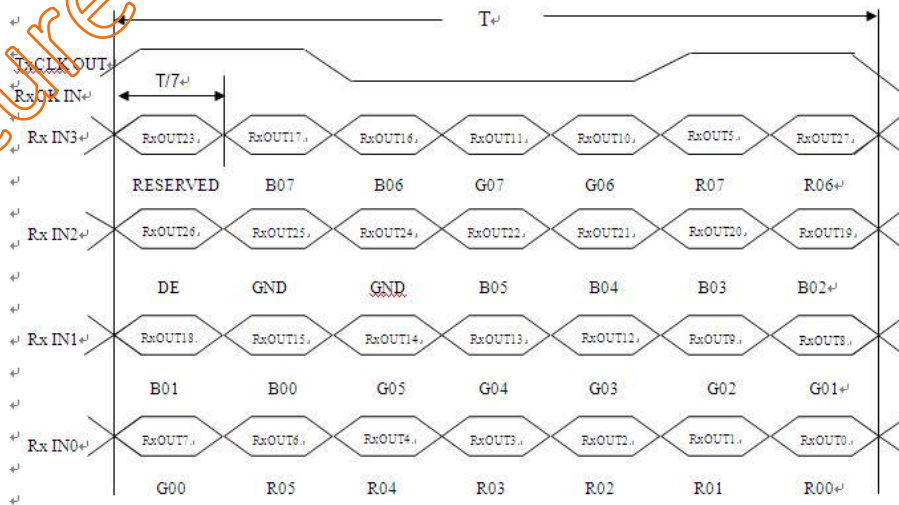 T
TxCLK OUT
T/7
RxCK IN
Rx IN3 RxOUT23 RxOUT17 RxOUT16 RxOUT11 RxOUT10 RxOUT5 RxOUT27
RESERVED B07 B06 G07 G06 R07 R06
Rx IN2 RxOUT26 RxOUT25 RxOUT24 RxOUT22 RxOUT21 RxOUT20 RxOUT19
DE GND GND B05 B04 B03 B02
Rx IN1 RxOUT18 RxOUT15 RxOUT14 RxOUT13 RxOUT12 RxOUT9 RxOUT8
B01 B00 G05 G04 G03 G02 G01
Rx IN0 RxOUT7 RxOUT6 RxOUT4 RxOUT3 RxOUT2 RxOUT1 RxOUT0
G00 R05 R04 R03 R02 R01 R00